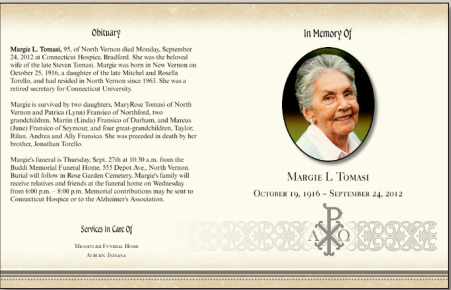 Obituary
Margie L. Tomasi, 95, of North Vernon died Monday, September
24, 2012 at Connecticut Hospice, Bradford. She was the beloved
wife of the late Steven Tomasi. Margie was born in New Vernon on
October 25, 1916, a daughter of the late Mitchel and Rosella
Torello, and had resided in North Vernon since 1963. She was a
retired secretary for Connecticut University.
Margie is survived by two daughters, MaryRose Tomasi of North
Vernon and Patrica (Lynn) Fransico of Northford, two
grandchildren, Martin (Linda) Fransico of Durham, and Marcus
(June) Fransico of Seymour, and four great-grandchildren, Taylor,
Rilan, Andrea and Ally Fransico. She was preceded in death by her
brother, Jonathan Torello.
Margie's funeral is Thursday, Sept. 27th at 10:30 a.m. from the
Buddi Memorial Funeral Home, 555 Depot Ave., North Vernon.
Burial will follow in Rose Garden Cemetery. Margie's family will
receive relatives and friends at the funeral home on Wednesday
from 6:00 p.m. – 8:00 p.m. Memorial contributions may be sent to
Connecticut Hospice or to the Alzheimer's Association.
Services In Care Of
Messenger Funeral Home
Auburn, Indiana
In Memory Of
Margie L Tomasi
October 19, 1916 – September 24, 2012
Α Ω